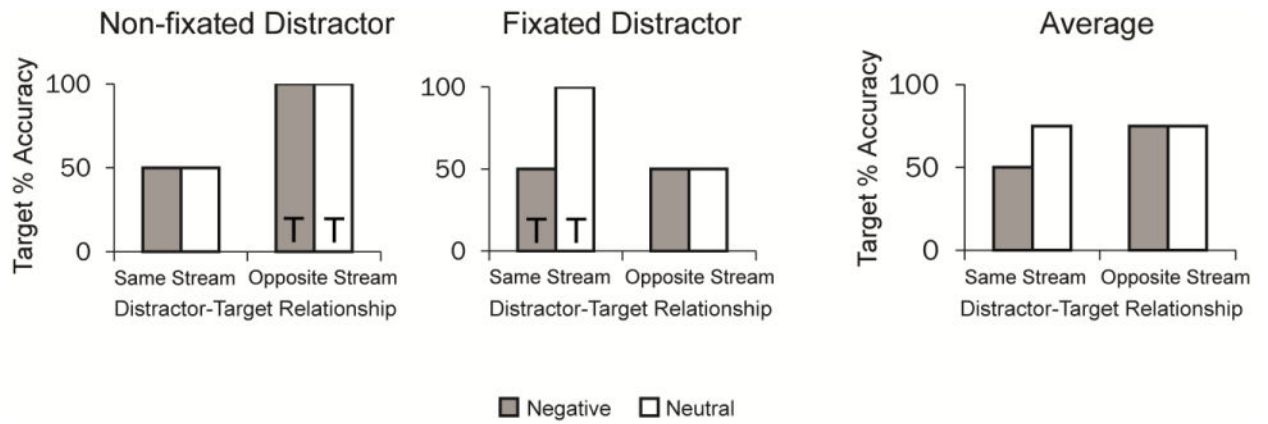 Non-fixated Distractor
Target % Accuracy
100
50
0
T T
Same Stream Opposite Stream
Distractor-Target Relationship
Fixated Distractor
100
50
0
T T
Same Stream Opposite Stream
Distractor-Target Relationship
Average
Target % Accuracy
100
50
0
Same Stream Opposite Stream
Distractor-Target Relationship
Negative Neutral